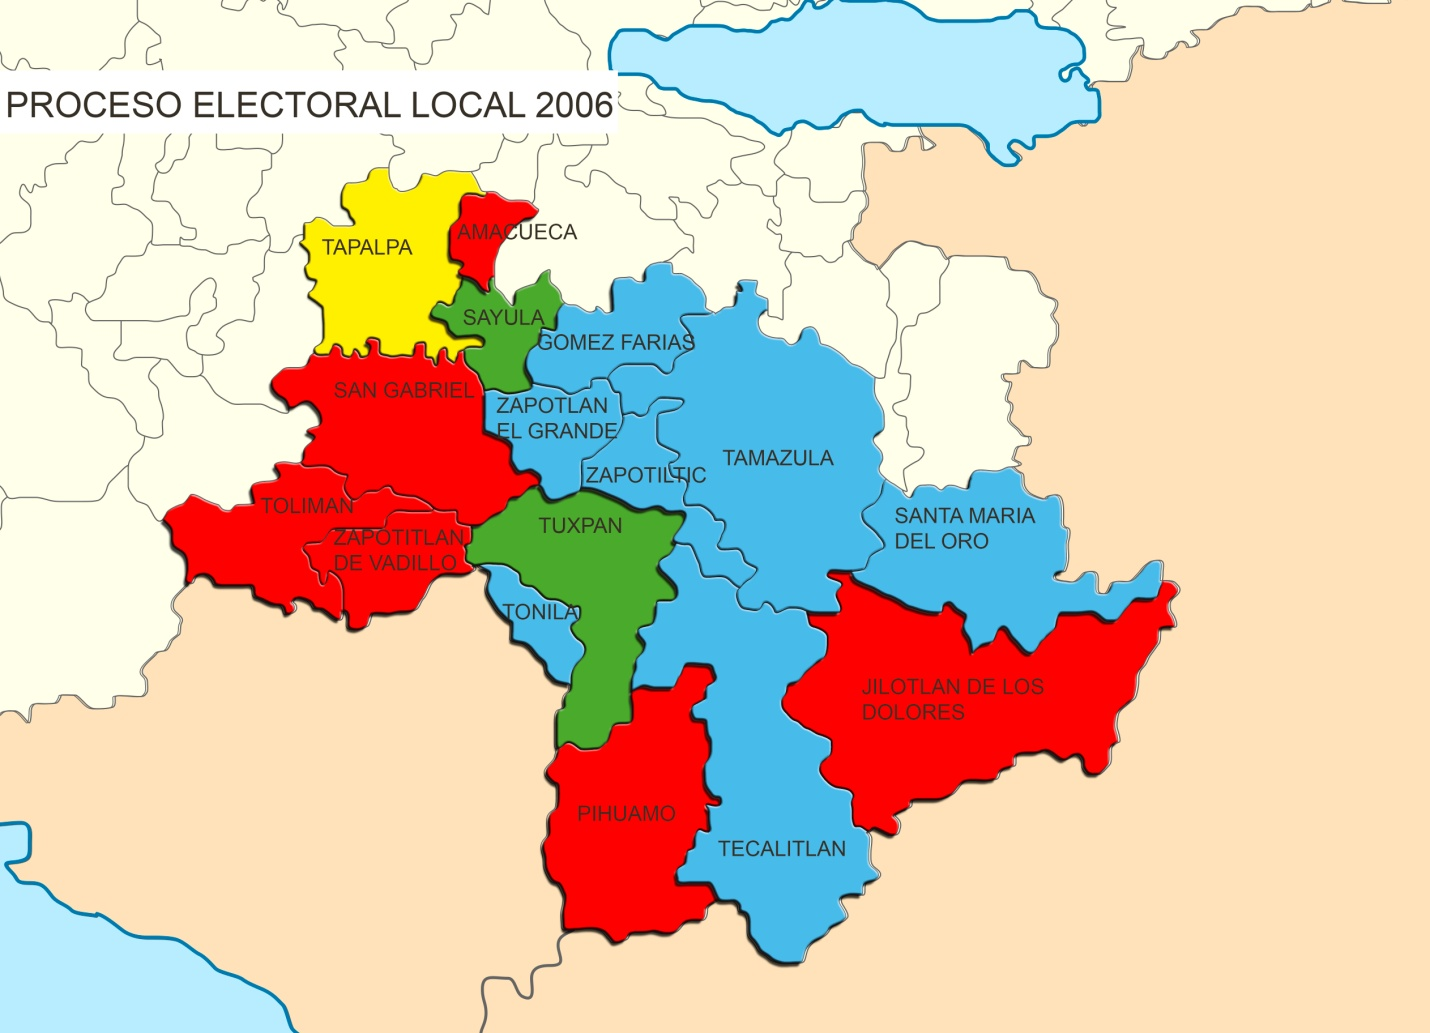 PROCESO ELECTORAL LOCAL 2006
TAPALPA
AMACUECA
SAYULA
GOMEZ FARIAS
SAN GABRIEL
ZAPOTLAN
EL GRANDE
TAMAZULA
ZAPOTILTIC
TOLIMAN
SANTA MARIA
DEL ORO
TUXPAN
ZAPOTITLAN
DE VADILLO
TONILA
JILOTLAN DE LOS
DOLORES
PIHUAMO
TECALITLAN